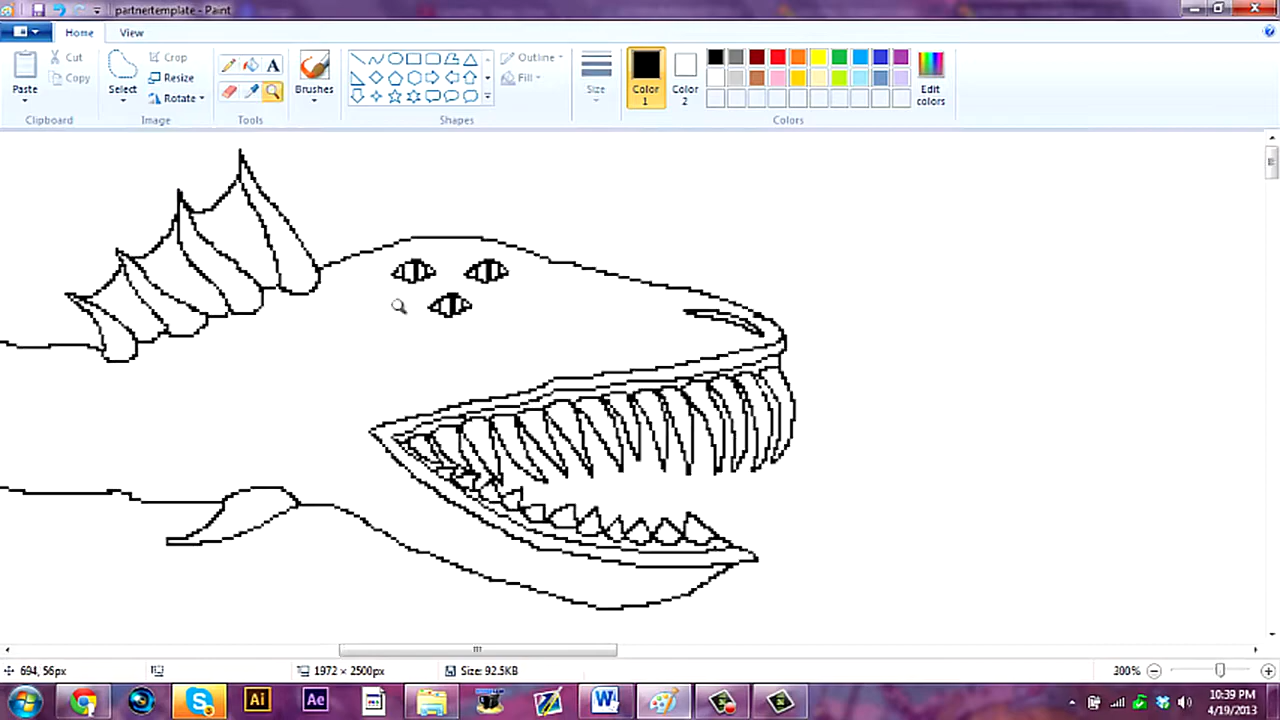 partnertemplate - Paint
Home
View
Paste
Cut
Copy
Clipboard
Select
Crop
Resize
Rotate
Image
A
Tools
Brushes
Shapes
Outline
Fill
Size
Color 1
Color 2
Edit colors
Colors
694, 56px
1972 × 2500px
Size: 92.5KB
300%
S
Ai
Ae
W
10:39 PM
4/19/2013